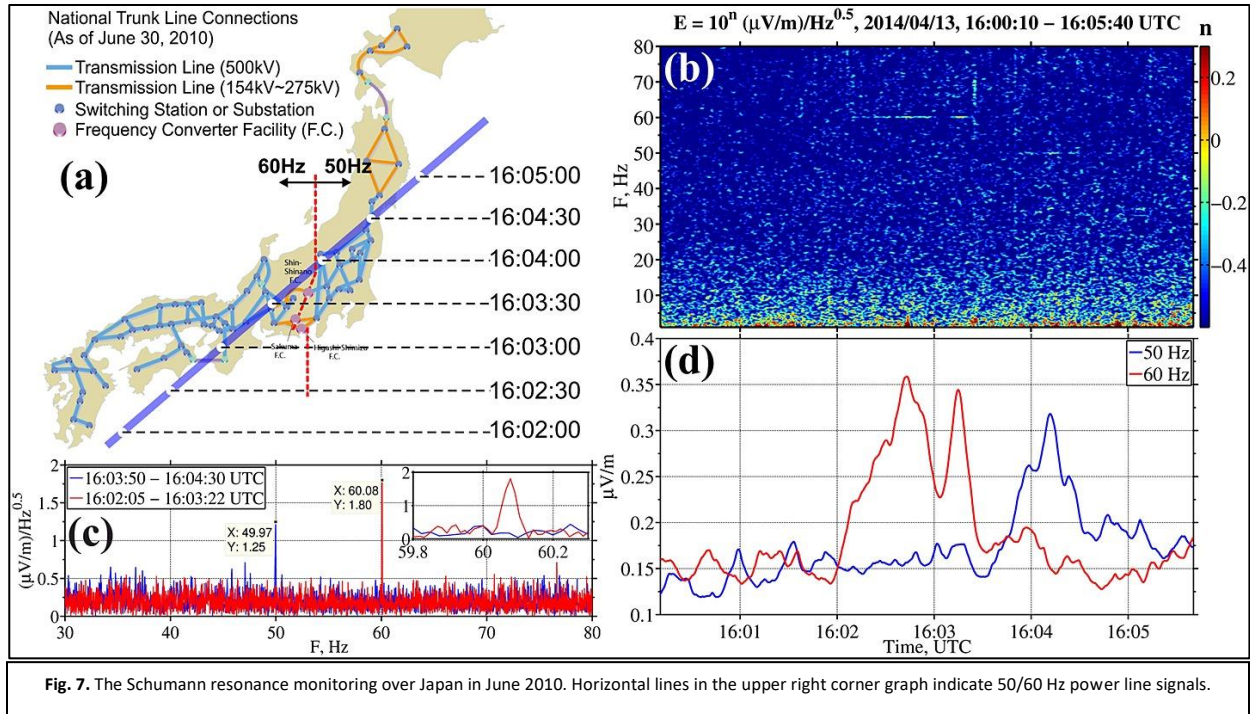 National Trunk Line Connections
(As of June 30, 2010)
Transmission Line (500kV)
Transmission Line (154kV~275kV)
Switching Station or Substation
Frequency Converter Facility (F.C.)
(a)
60Hz 50Hz
Shin-
Shinano
F.C.
Sakuma
F.C.
Higashi-Shimizu
F.C.
16:05:00
16:04:30
16:04:00
16:03:30
16:03:00
16:02:30
16:02:00
E = 10ⁿ (μV/m)/Hz⁰·⁵, 2014/04/13, 16:00:10 – 16:05:40 UTC
n
(b)
80
70
60
50
40
30
20
10
F, Hz
0.2
0
−0.2
−0.4
(c)
16:03:50 – 16:04:30 UTC
16:02:05 – 16:03:22 UTC
X: 49.97
Y: 1.25
X: 60.08
Y: 1.80
2
1
0
59.8 60 60.2
2
1.5
1
0.5
0
(μV/m)/Hz⁰·⁵
30 40 50 60 70 80
F, Hz
(d)
50 Hz
60 Hz
0.4
0.35
0.3
0.25
0.2
0.15
0.1
μV/m
16:01 16:02 16:03 16:04 16:05
Time, UTC
Fig. 7. The Schumann resonance monitoring over Japan in June 2010. Horizontal lines in the upper right corner graph indicate 50/60 Hz power line signals.